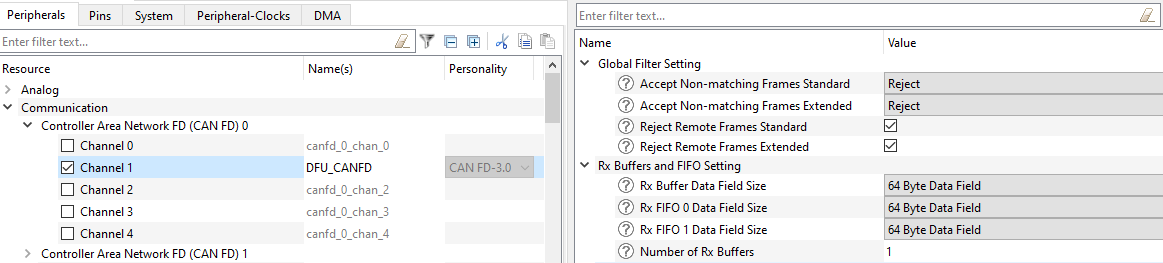 Peripherals Pins System Peripheral-Clocks DMA
Enter filter text...
Resource Name(s) Personality
Analog
Communication
Controller Area Network FD (CAN FD) 0
Channel 0 canfd_0_chan_0
Channel 1 DFU_CANFD CAN FD-3.0
Channel 2 canfd_0_chan_2
Channel 3 canfd_0_chan_3
Channel 4 canfd_0_chan_4
Controller Area Network FD (CAN FD) 1
Enter filter text...
Name Value
Global Filter Setting
Accept Non-matching Frames Standard Reject
Accept Non-matching Frames Extended Reject
Reject Remote Frames Standard
Reject Remote Frames Extended
Rx Buffers and FIFO Setting
Rx Buffer Data Field Size 64 Byte Data Field
Rx FIFO 0 Data Field Size 64 Byte Data Field
Rx FIFO 1 Data Field Size 64 Byte Data Field
Number of Rx Buffers 1